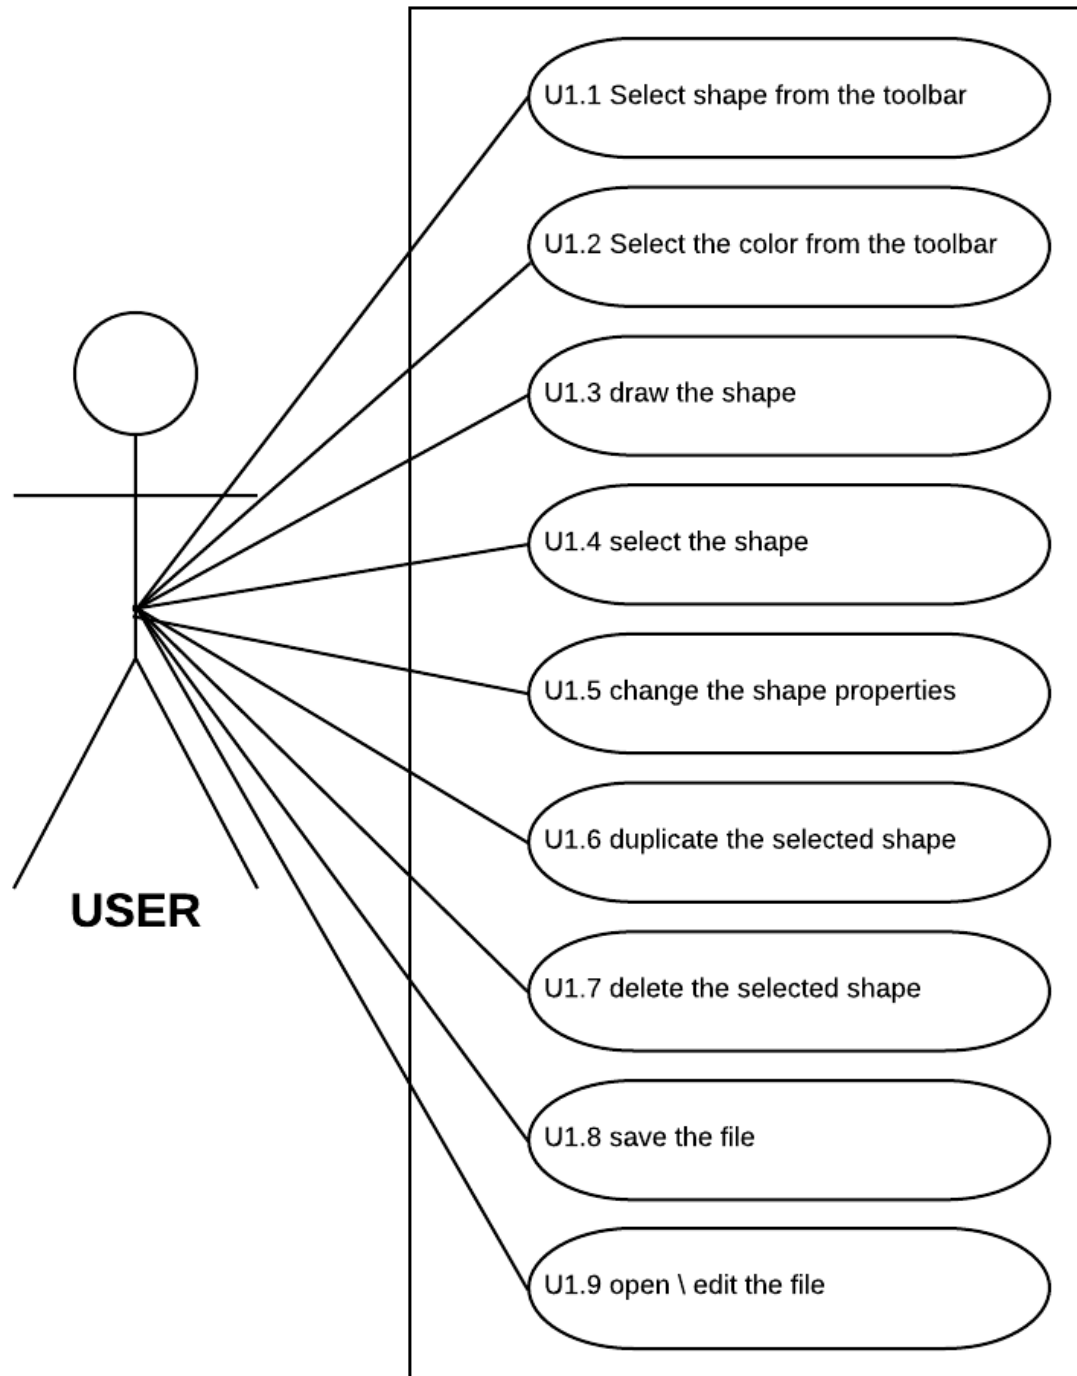 U1.1 Select shape from the toolbar
U1.2 Select the color from the toolbar
U1.3 draw the shape
U1.4 select the shape
U1.5 change the shape properties
U1.6 duplicate the selected shape
USER
U1.7 delete the selected shape
U1.8 save the file
U1.9 open \ edit the file